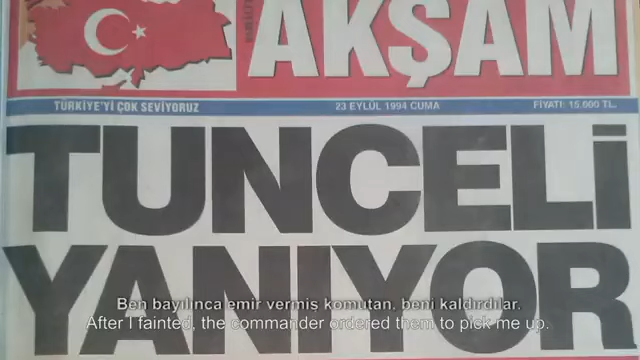 AKŞAM
TÜRKİYE'Yİ ÇOK SEVİYORUZ 23 EYLÜL 1994 CUMA FİYATI: 15.000 TL.
TUNCELİ
YANIYOR
Ben bayılınca emir vermiş komutan, beni kaldırdılar.
After I fainted, the commander ordered them to pick me up.